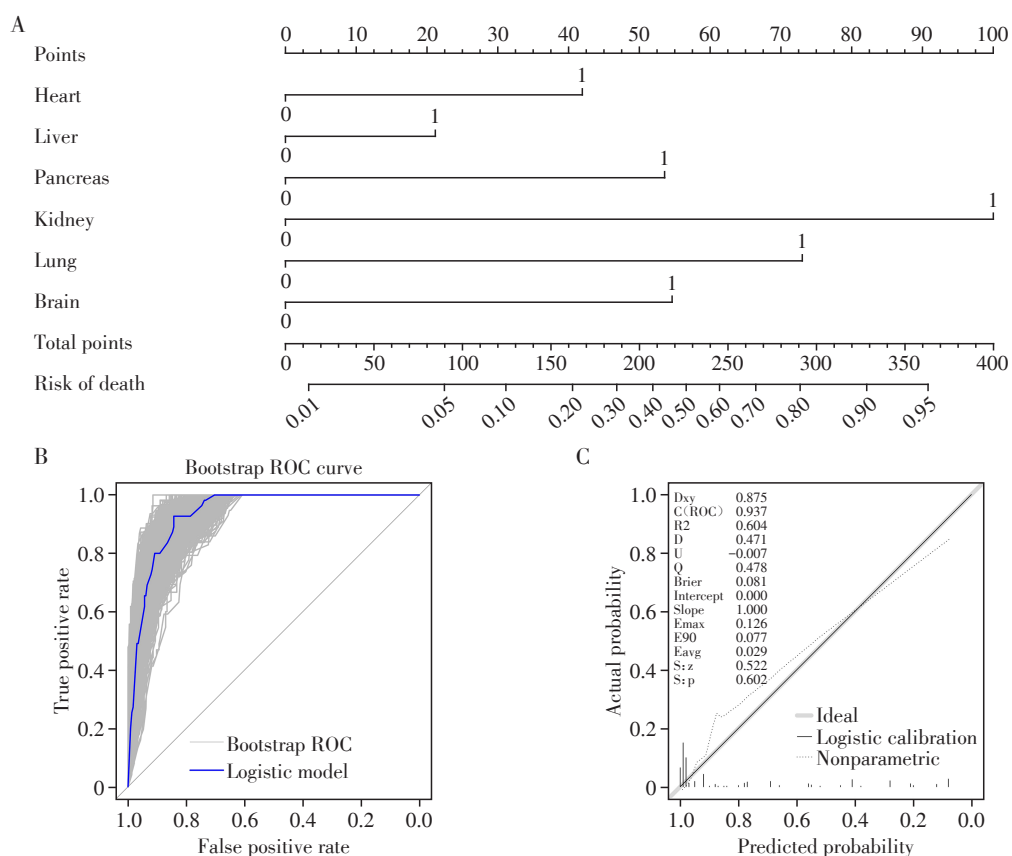 A
0 10 20 30 40 50 60 70 80 90 100
Points
1
Heart
0
1
Liver
0
1
Pancreas
0
1
Kidney
0
1
Lung
0
1
Brain
0
Total points
0 50 100 150 200 250 300 350 400
Risk of death
0.01 0.05 0.10 0.20 0.30 0.40 0.50 0.60 0.70 0.80 0.90 0.95
B
Bootstrap ROC curve
True positive rate
1.0
0.8
0.6
0.4
0.2
0
Bootstrap ROC
Logistic model
1.0 0.8 0.6 0.4 0.2 0.0
False positive rate
C
Actual probability
1.0
0.8
0.6
0.4
0.2
0
Dxy 0.875
C(ROC) 0.937
R2 0.604
D 0.471
U −0.007
Q 0.478
Brier 0.081
Intercept 0.000
Slope 1.000
Emax 0.126
E90 0.077
Eavg 0.029
S:z 0.522
S:p 0.602
Ideal
Logistic calibration
Nonparametric
1.0 0.8 0.6 0.4 0.2 0.0
Predicted probability